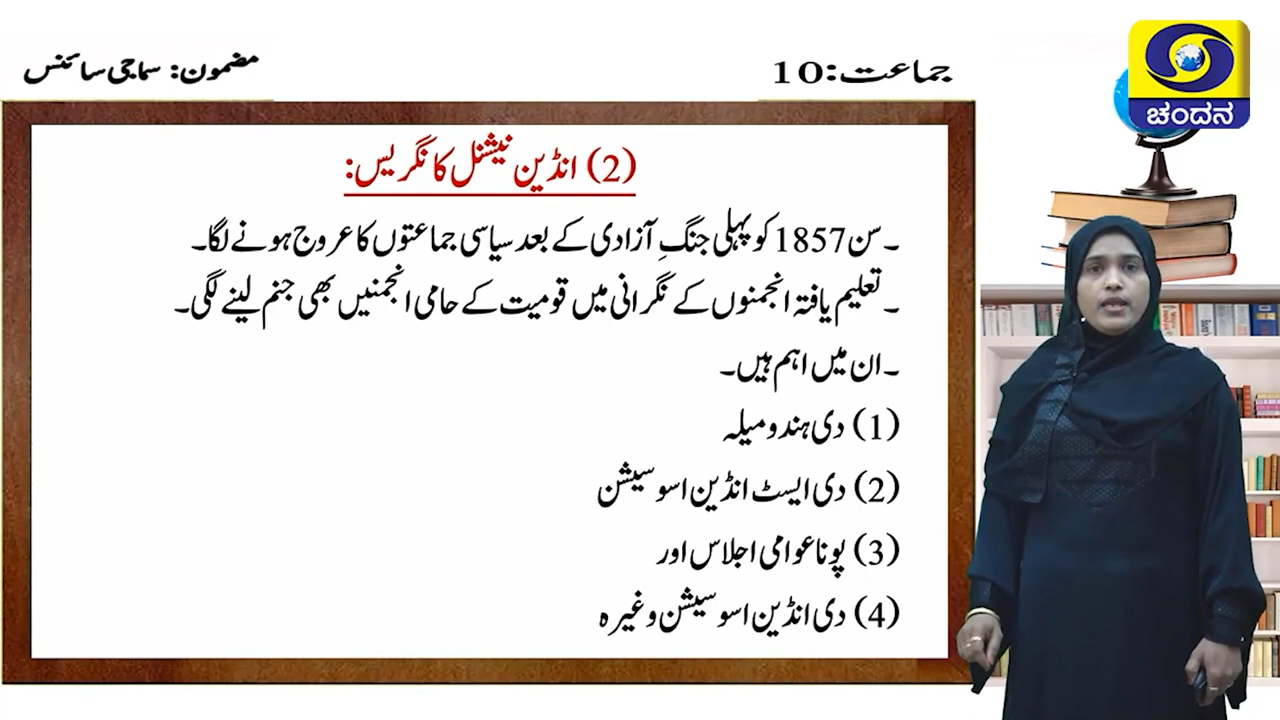 جماعت:10
مضمون: سماجی سائنس
ಚಂದನ
(2) انڈین نیشنل کانگریس:
۔سن 1857 کو پہلی جنگِ آزادی کے بعد سیاسی جماعتوں کا عروج ہونے لگا۔
۔ تعلیم یافتہ انجمنوں کے نگرانی میں قومیت کے حامی انجمنیں بھی جنم لینے لگی۔
۔ان میں اہم ہیں۔
(1) دی ہندو میلہ
(2) دی ایسٹ انڈین اسوسیشن
(3) پونا عوامی اجلاس اور
(4) دی انڈین اسوسیشن وغیرہ